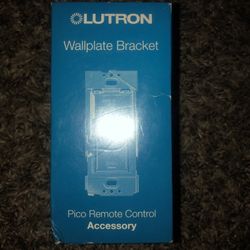 LUTRON
Wallplate Bracket
Pico Remote Control
Accessory